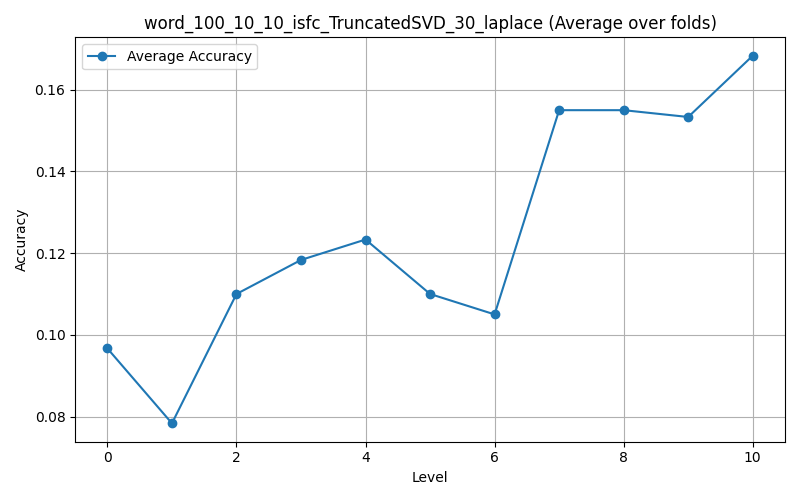 word_100_10_10_isfc_TruncatedSVD_30_laplace (Average over folds)
Average Accuracy
Accuracy
0.16
0.14
0.12
0.10
0.08
0 2 4 6 8 10
Level